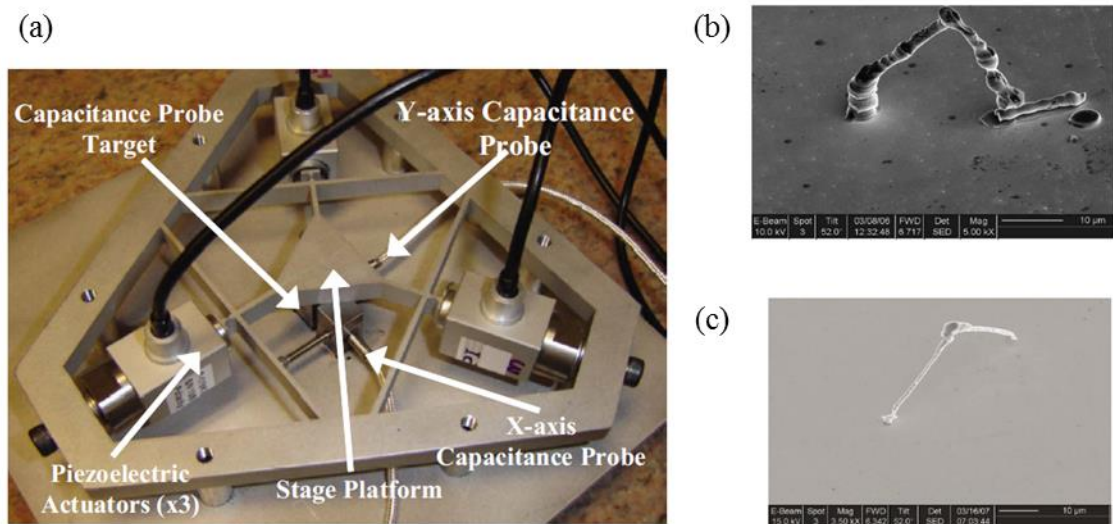 (a)
Capacitance Probe
Target
Y-axis Capacitance
Probe
PI
X-axis
Capacitance Probe
Piezoelectric
Actuators (x3)
Stage Platform
(b)
E-Beam Spot Tilt 03/08/06 FWD Det Mag 10 µm
10.0 kV 3 52.0° 12:32:48 6.717 SED 5.00 kX
(c)
E-Beam Spot Mag FWD Tilt Det 03/16/07 10 µm
15.0 kV 3 3.50 kX 6.342 52.0° SED 07:03:44